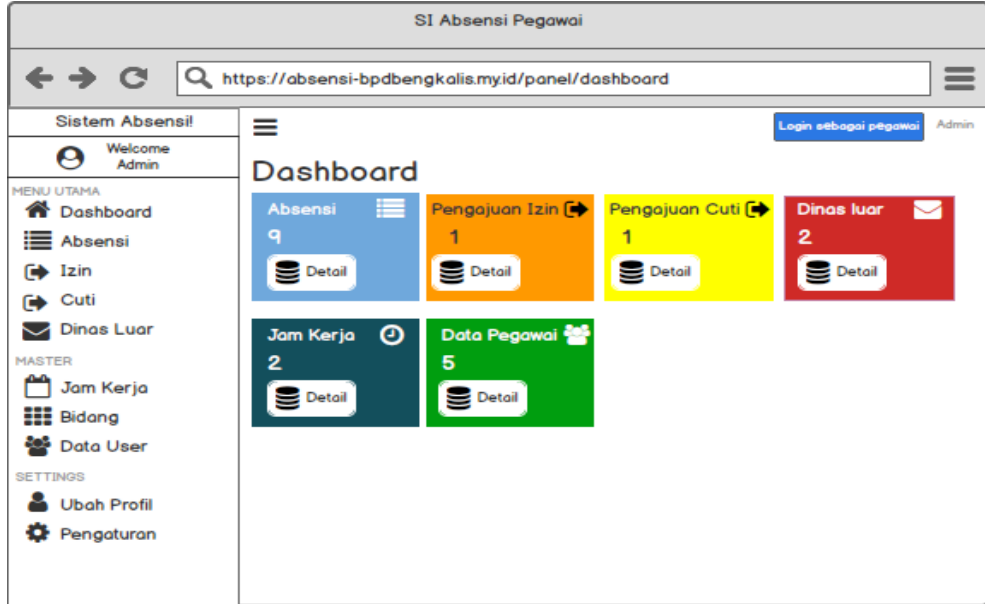 SI Absensi Pegawai
https://absensi-bpdbengkalis.my.id/panel/dashboard
Sistem Absensi!
Welcome
Admin
MENU UTAMA
Dashboard
Absensi
Izin
Cuti
Dinas Luar
MASTER
Jam Kerja
Bidang
Data User
SETTINGS
Ubah Profil
Pengaturan
Login sebagai pegawai Admin
Dashboard
Absensi
9
Detail
Pengajuan Izin
1
Detail
Pengajuan Cuti
1
Detail
Dinas luar
2
Detail
Jam Kerja
2
Detail
Data Pegawai
5
Detail